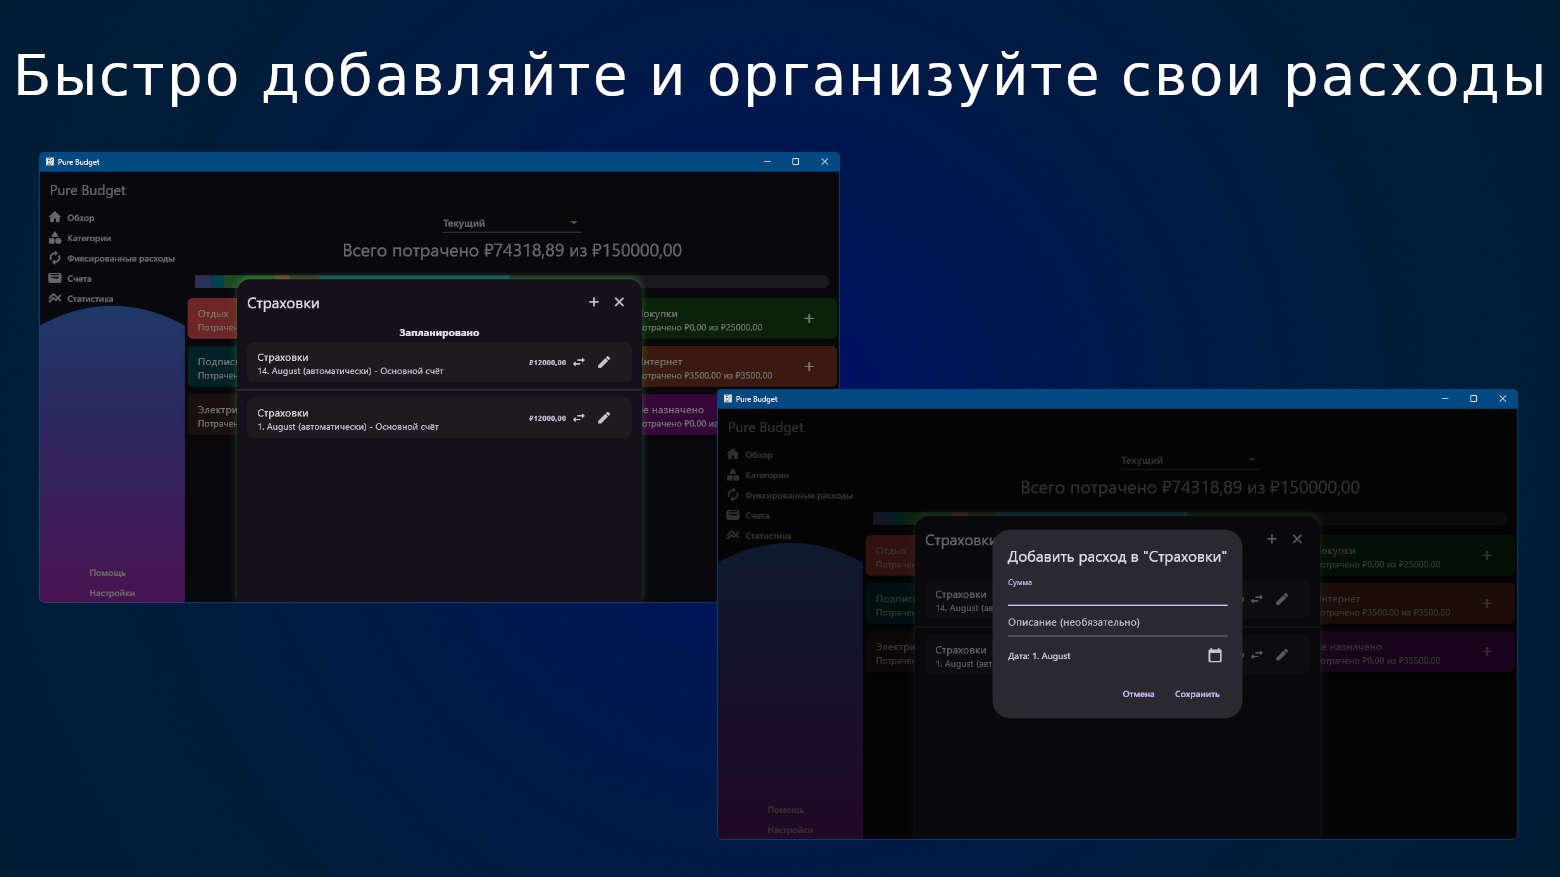 Быстро добавляйте и организуйте свои расходы
Pure Budget
Pure Budget
Обзор
Категории
Фиксированные расходы
Счета
Статистика
Помощь
Настройки
Текущий
Всего потрачено ₽74318,89 из ₽150000,00
Отдых
Потрачен
Подпис
Потрачен
Электри
Потрачен
окупки
отрачено ₽0,00 из ₽25000,00
нтернет
отрачено ₽3500,00 из ₽3500,00
е назначено
отрачено ₽0,00 из
Страховки
Запланировано
Страховки
14. August (автоматически) - Основной счёт
₽12000,00
Страховки
1. August (автоматически) - Основной счёт
₽12000,00
Pure Budget
Pure Budget
Обзор
Категории
Фиксированные расходы
Счета
Статистика
Помощь
Настройки
Текущий
Всего потрачено ₽74318,89 из ₽150000,00
Отдых
Потрачен
Подпис
Потрачен
Электри
Потрачен
окупки
отрачено ₽0,00 из ₽25000,00
нтернет
отрачено ₽3500,00 из ₽3500,00
е назначено
отрачено ₽0,00 из ₽35500,00
Страховки
Страховки
14. August (ав
Страховки
1. August (авт
Добавить расход в "Страховки"
Сумма
Описание (необязательно)
Дата: 1. August
Отмена
Сохранить